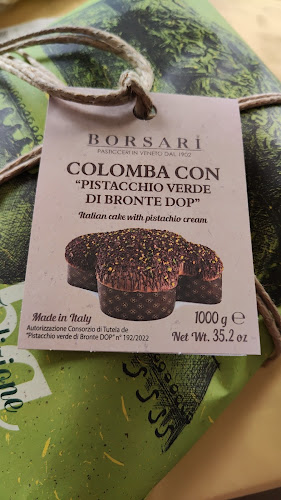 BORSARI
PASTICCERI IN VENETO DAL 1902
COLOMBA CON
“PISTACCHIO VERDE
DI BRONTE DOP”
Italian cake with pistachio cream
Made in Italy
Autorizzazione Consorzio di Tutela de
"Pistacchio verde di Bronte DOP" n° 192/2022
1000 g ℮
Net Wt. 35.2 oz